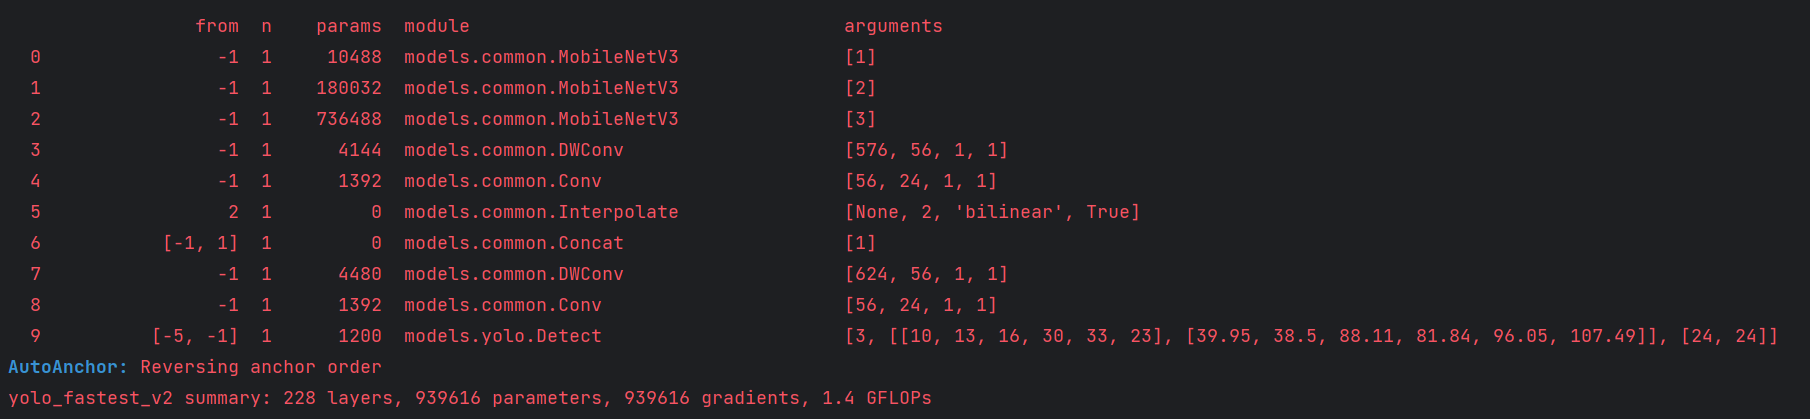 from n params module arguments
0 -1 1 10488 models.common.MobileNetV3 [1]
1 -1 1 180032 models.common.MobileNetV3 [2]
2 -1 1 736488 models.common.MobileNetV3 [3]
3 -1 1 4144 models.common.DWConv [576, 56, 1, 1]
4 -1 1 1392 models.common.Conv [56, 24, 1, 1]
5 2 1 0 models.common.Interpolate [None, 2, 'bilinear', True]
6 [-1, 1] 1 0 models.common.Concat [1]
7 -1 1 4480 models.common.DWConv [624, 56, 1, 1]
8 -1 1 1392 models.common.Conv [56, 24, 1, 1]
9 [-5, -1] 1 1200 models.yolo.Detect [3, [[10, 13, 16, 30, 33, 23], [39.95, 38.5, 88.11, 81.84, 96.05, 107.49]], [24, 24]]
AutoAnchor: Reversing anchor order
yolo_fastest_v2 summary: 228 layers, 939616 parameters, 939616 gradients, 1.4 GFLOPs